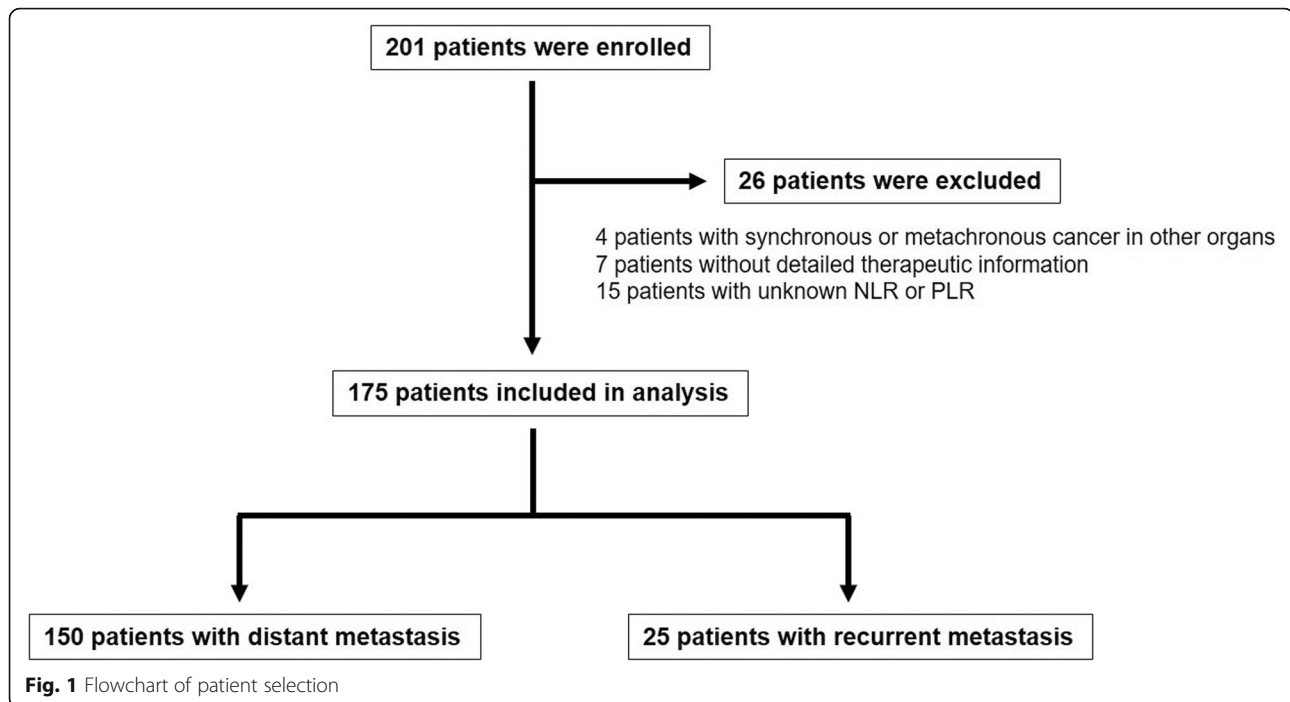 201 patients were enrolled
26 patients were excluded
4 patients with synchronous or metachronous cancer in other organs
7 patients without detailed therapeutic information
15 patients with unknown NLR or PLR
175 patients included in analysis
150 patients with distant metastasis
25 patients with recurrent metastasis
Fig. 1 Flowchart of patient selection